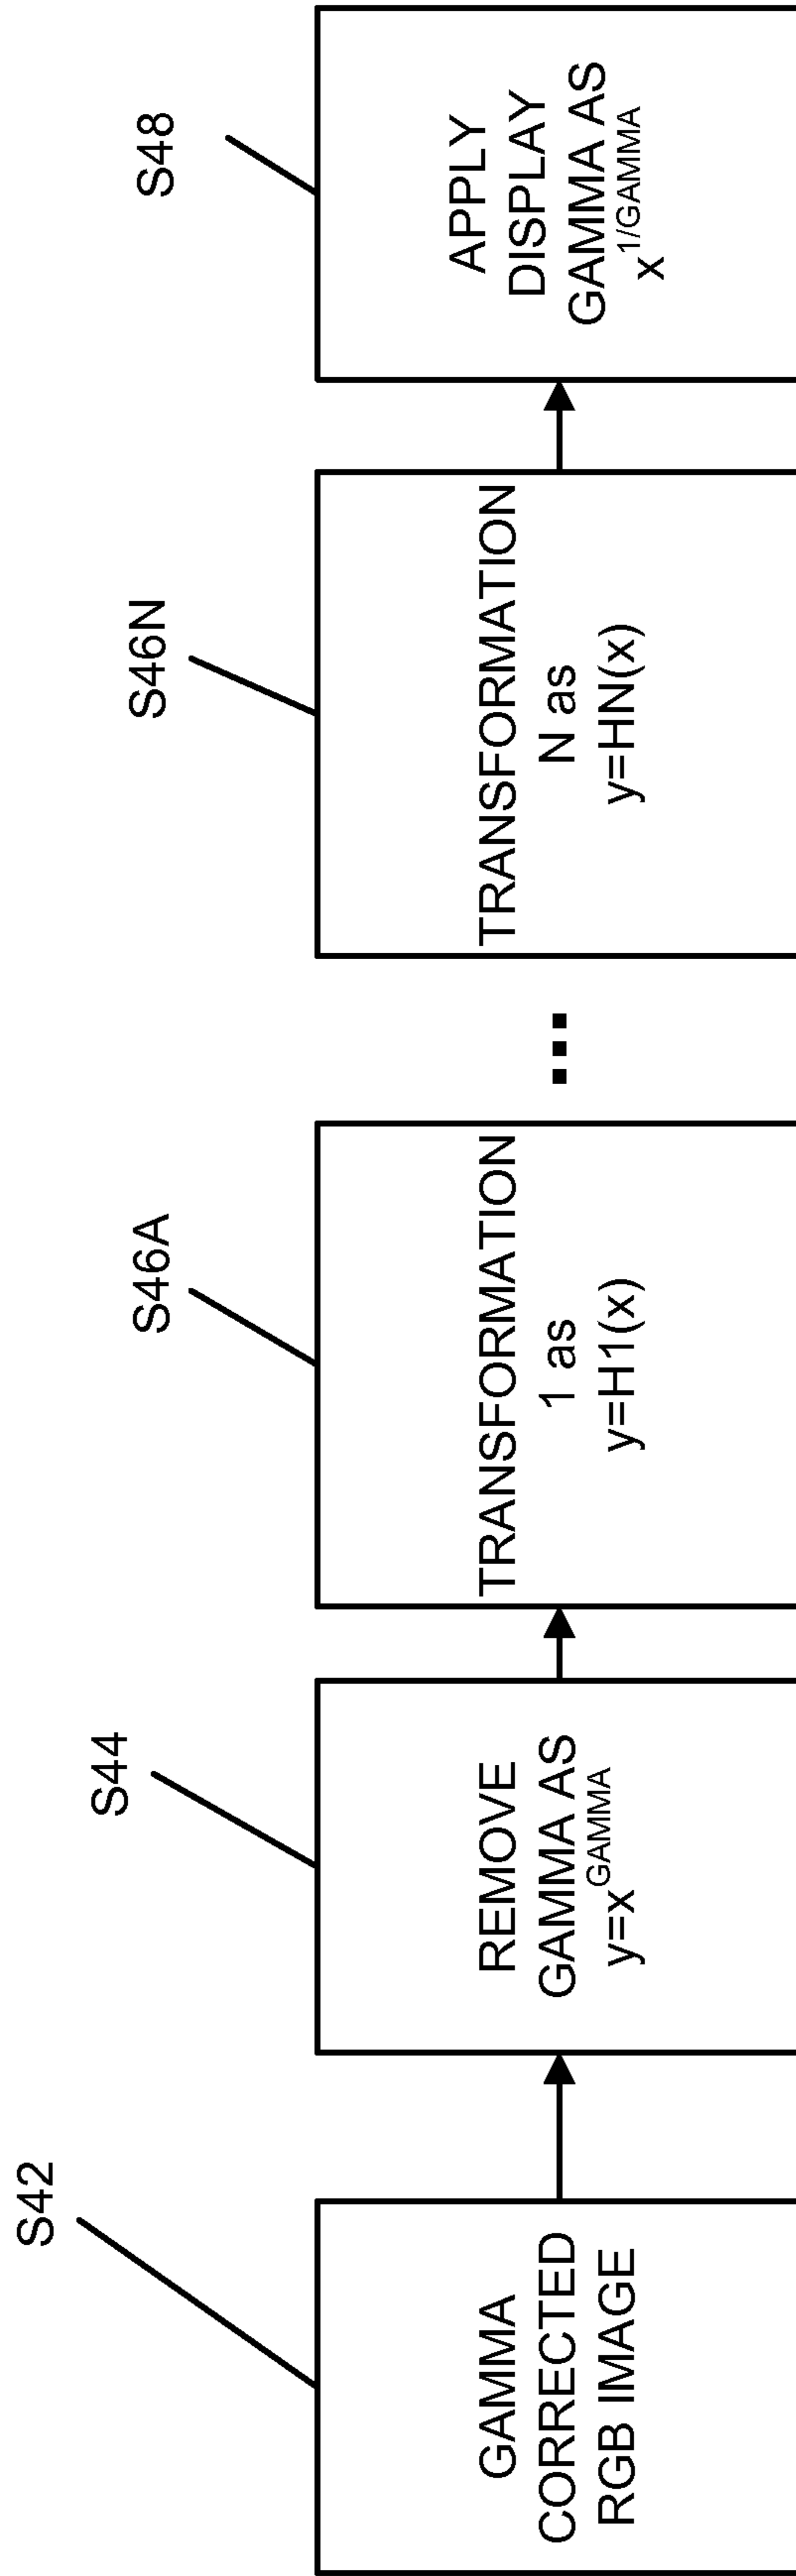 S42
GAMMA
CORRECTED
RGB IMAGE
S44
REMOVE
GAMMA AS
y=x^GAMMA
S46A
TRANSFORMATION
1 as
y=H1(x)
...
S46N
TRANSFORMATION
N as
y=HN(x)
S48
APPLY
DISPLAY
GAMMA AS
x^1/GAMMA